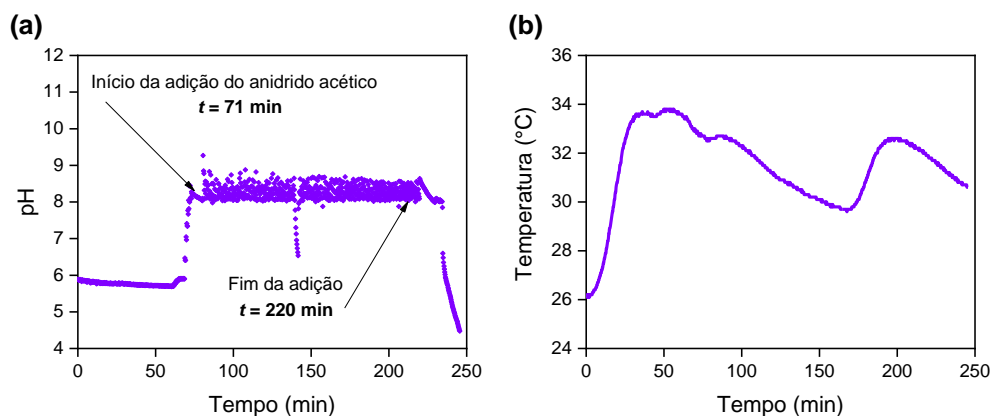 (a)
12
11
10
9
8
7
6
5
4
pH
Início da adição do anidrido acético
t = 71 min
Fim da adição
t = 220 min
0 50 100 150 200 250
Tempo (min)
(b)
36
34
32
30
28
26
24
Temperatura (°C)
0 50 100 150 200 250
Tempo (min)